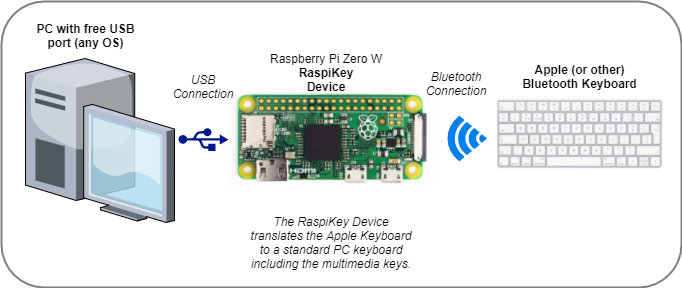 PC with free USB
port (any OS)
USB
Connection
Raspberry Pi Zero W
RaspiKey
Device
Bluetooth
Connection
Apple (or other)
Bluetooth Keyboard
HDMI
The RaspiKey Device
translates the Apple Keyboard
to a standard PC keyboard
including the multimedia keys.